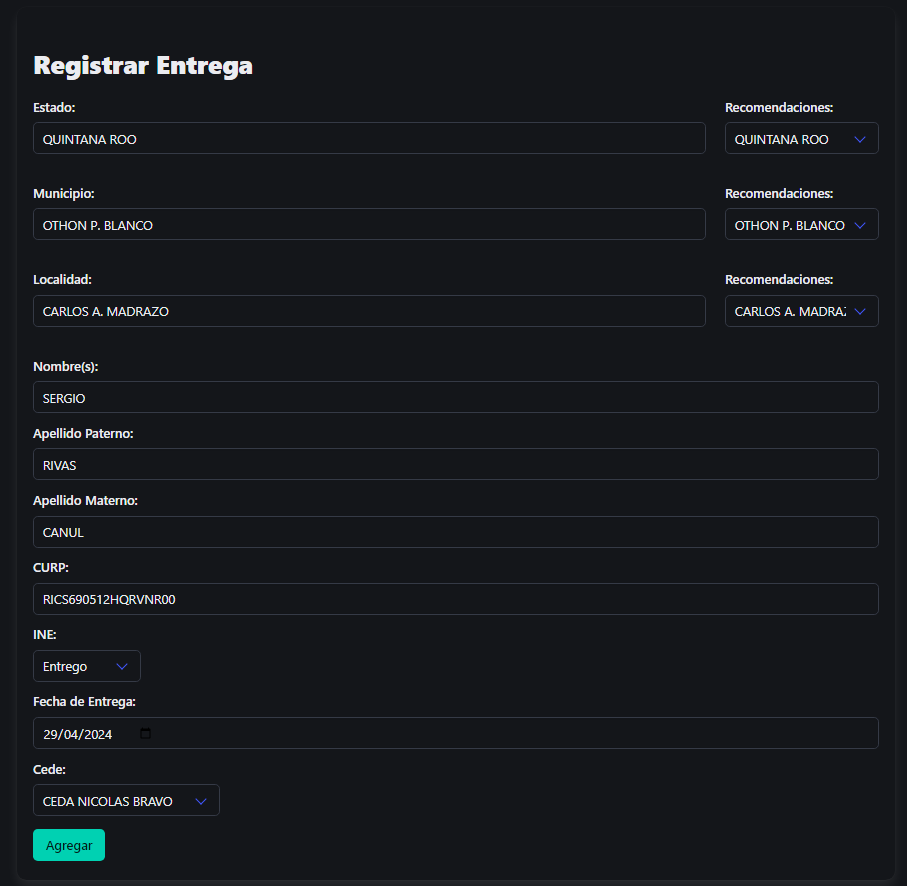 Registrar Entrega
Estado: Recomendaciones:
QUINTANA ROO QUINTANA ROO
Municipio: Recomendaciones:
OTHON P. BLANCO OTHON P. BLANCO
Localidad: Recomendaciones:
CARLOS A. MADRAZO CARLOS A. MADRAZ
Nombre(s):
SERGIO
Apellido Paterno:
RIVAS
Apellido Materno:
CANUL
CURP:
RICS690512HQRVNR00
INE:
Entrego
Fecha de Entrega:
29/04/2024
Cede:
CEDA NICOLAS BRAVO
Agregar